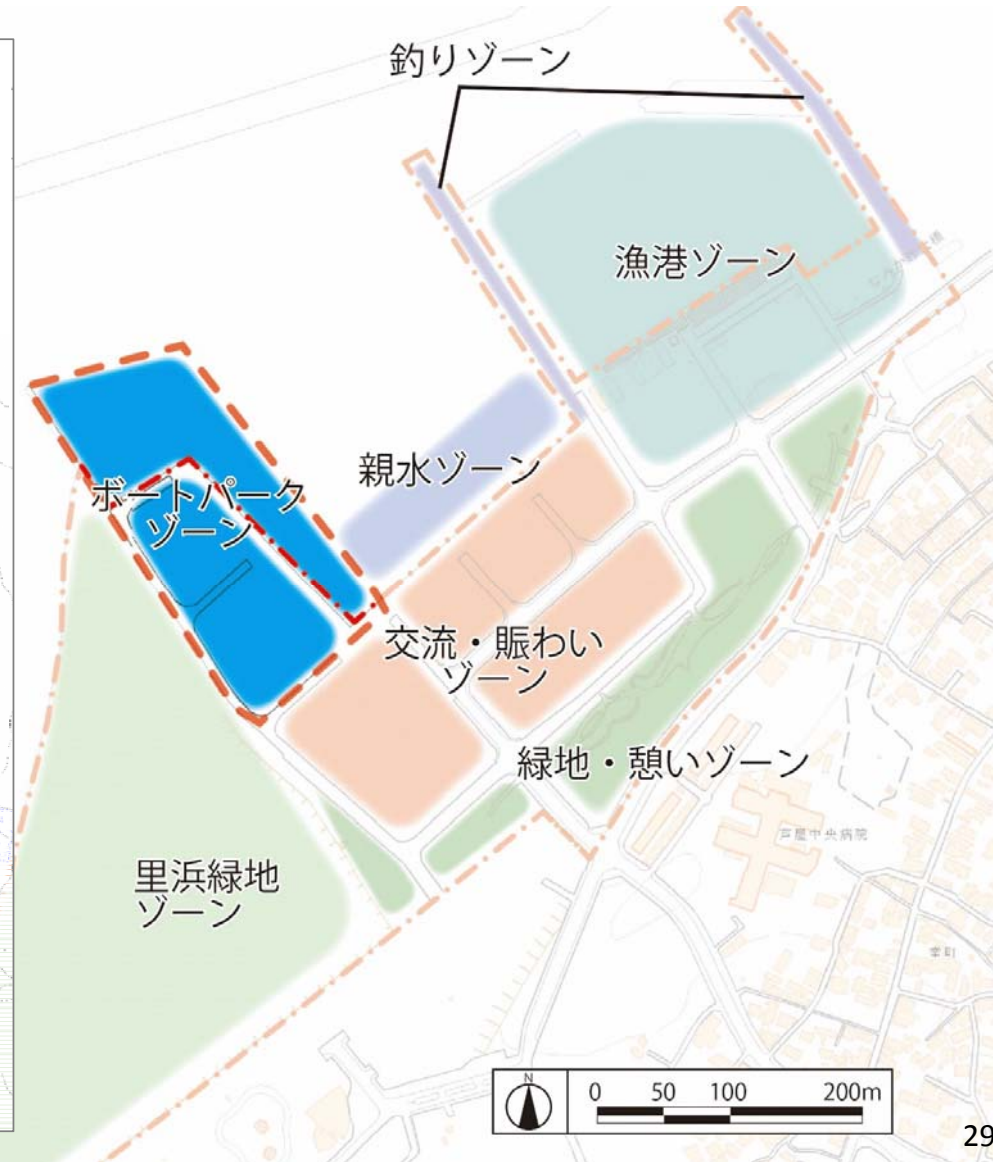 釣りゾーン
漁港ゾーン
親水ゾーン
ボートパーク
ゾーン
交流・賑わい
ゾーン
緑地・憩いゾーン
里浜緑地
ゾーン
芦屋中央病院
幸町
N
0 50 100 200m
29